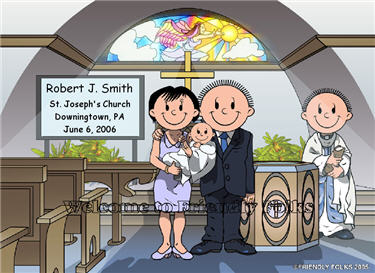 Robert J. Smith
St. Joseph's Church
Downingtown, PA
June 6, 2006
Welcome to Friendly Folks
©FRIENDLY FOLKS 2005